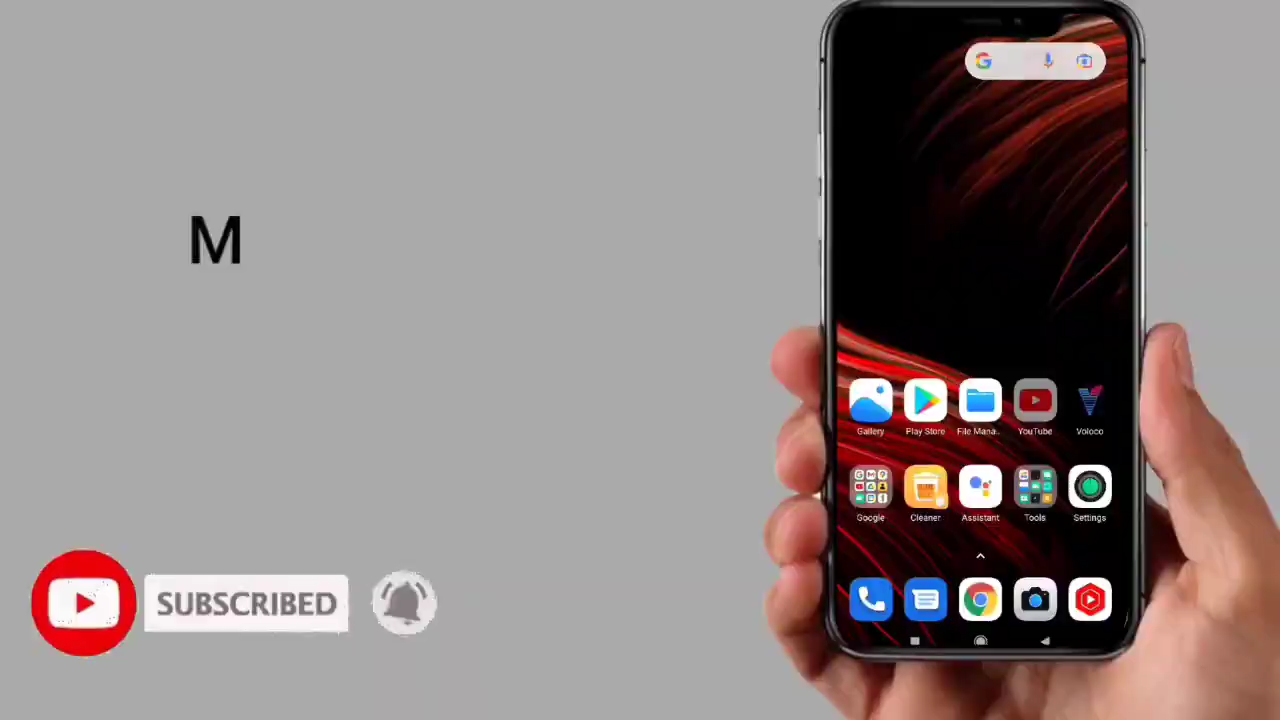 M
Gallery
Play Store
File Mana..
YouTube
Voloco
Google
Cleaner
Assistant
Tools
Settings
SUBSCRIBED